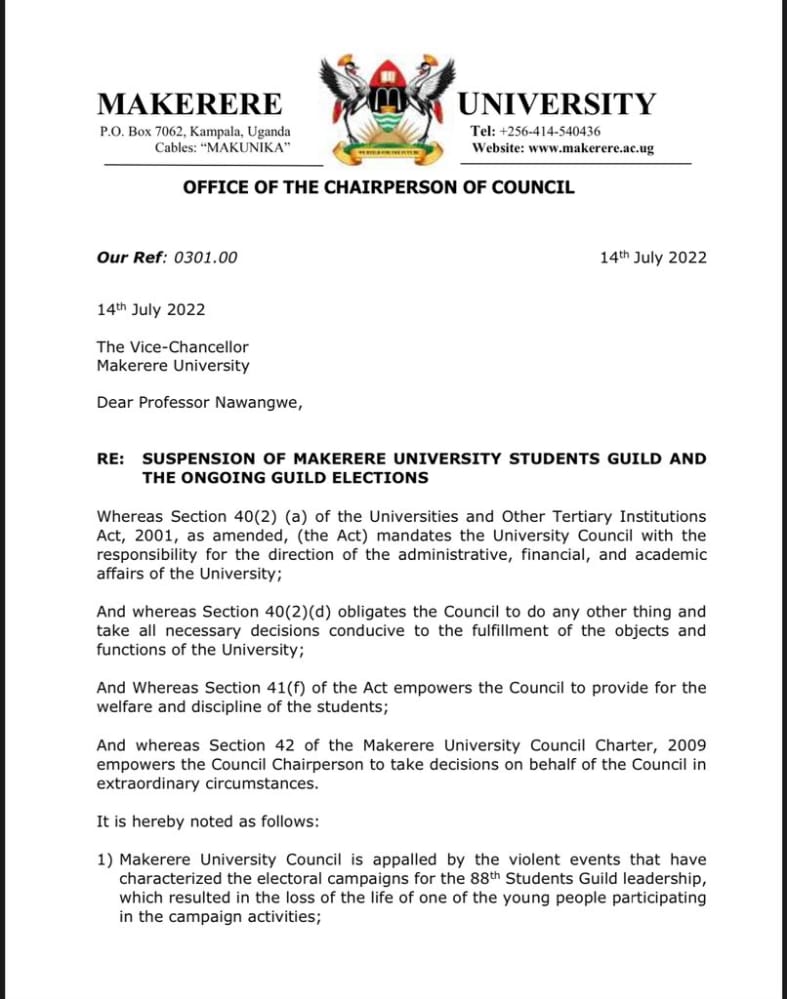 MAKERERE UNIVERSITY
P.O. Box 7062, Kampala, Uganda
Cables: “MAKUNIKA”
Tel: +256-414-540436
Website: www.makerere.ac.ug
OFFICE OF THE CHAIRPERSON OF COUNCIL
Our Ref: 0301.00 14th July 2022
14th July 2022
The Vice-Chancellor
Makerere University
Dear Professor Nawangwe,
RE: SUSPENSION OF MAKERERE UNIVERSITY STUDENTS GUILD AND
THE ONGOING GUILD ELECTIONS
Whereas Section 40(2) (a) of the Universities and Other Tertiary Institutions
Act, 2001, as amended, (the Act) mandates the University Council with the
responsibility for the direction of the administrative, financial, and academic
affairs of the University;
And whereas Section 40(2)(d) obligates the Council to do any other thing and
take all necessary decisions conducive to the fulfillment of the objects and
functions of the University;
And Whereas Section 41(f) of the Act empowers the Council to provide for the
welfare and discipline of the students;
And whereas Section 42 of the Makerere University Council Charter, 2009
empowers the Council Chairperson to take decisions on behalf of the Council in
extraordinary circumstances.
It is hereby noted as follows:
1) Makerere University Council is appalled by the violent events that have
characterized the electoral campaigns for the 88th Students Guild leadership,
which resulted in the loss of the life of one of the young people participating
in the campaign activities;